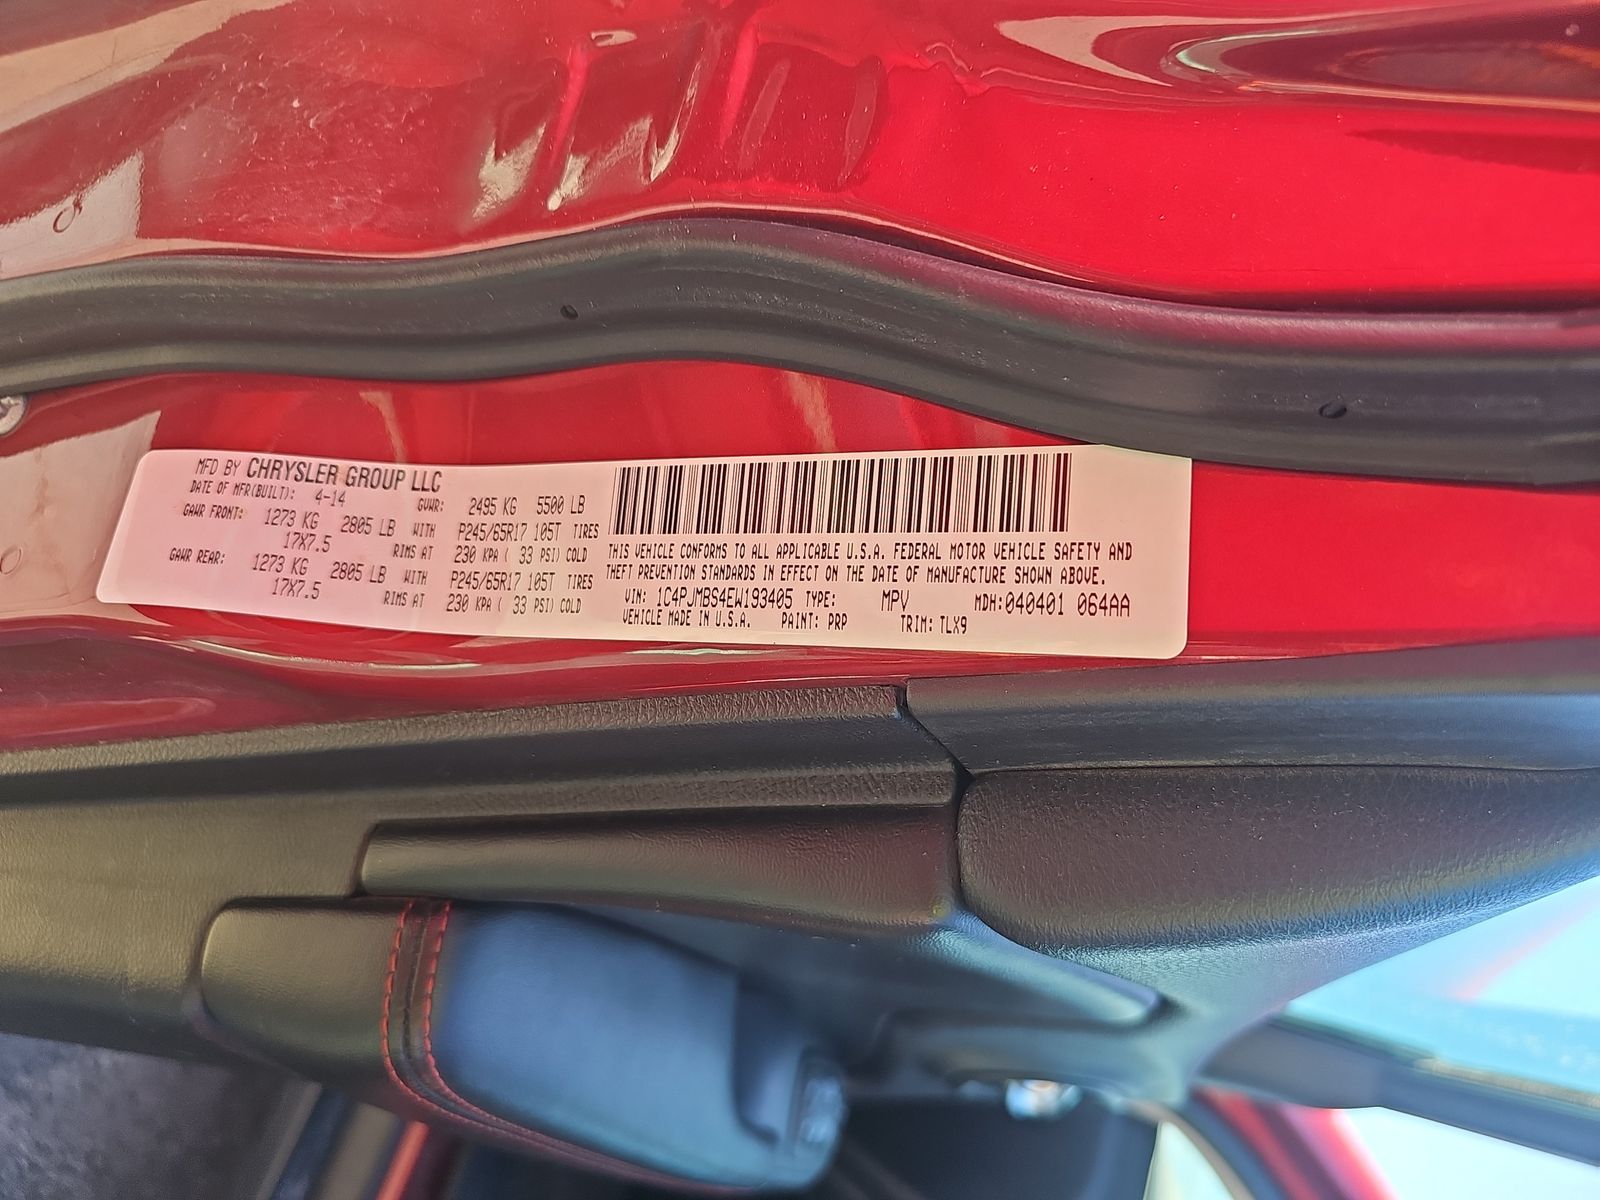 MFD BY CHRYSLER GROUP LLC
DATE OF MFR(BUILT): 4-14 GVWR: 2495 KG 5500 LB
GAWR FRONT: 1273 KG 2805 LB WITH P245/65R17 105T TIRES
17X7.5 RIMS AT 230 KPA ( 33 PSI) COLD
GAWR REAR: 1273 KG 2805 LB WITH P245/65R17 105T TIRES
17X7.5 RIMS AT 230 KPA ( 33 PSI) COLD
THIS VEHICLE CONFORMS TO ALL APPLICABLE U.S.A. FEDERAL MOTOR VEHICLE SAFETY AND
THEFT PREVENTION STANDARDS IN EFFECT ON THE DATE OF MANUFACTURE SHOWN ABOVE.
VIN: 1C4PJMBS4EW193405 TYPE: MPV MDH:040401 064AA
VEHICLE MADE IN U.S.A. PAINT: PRP TRIM: TLX9